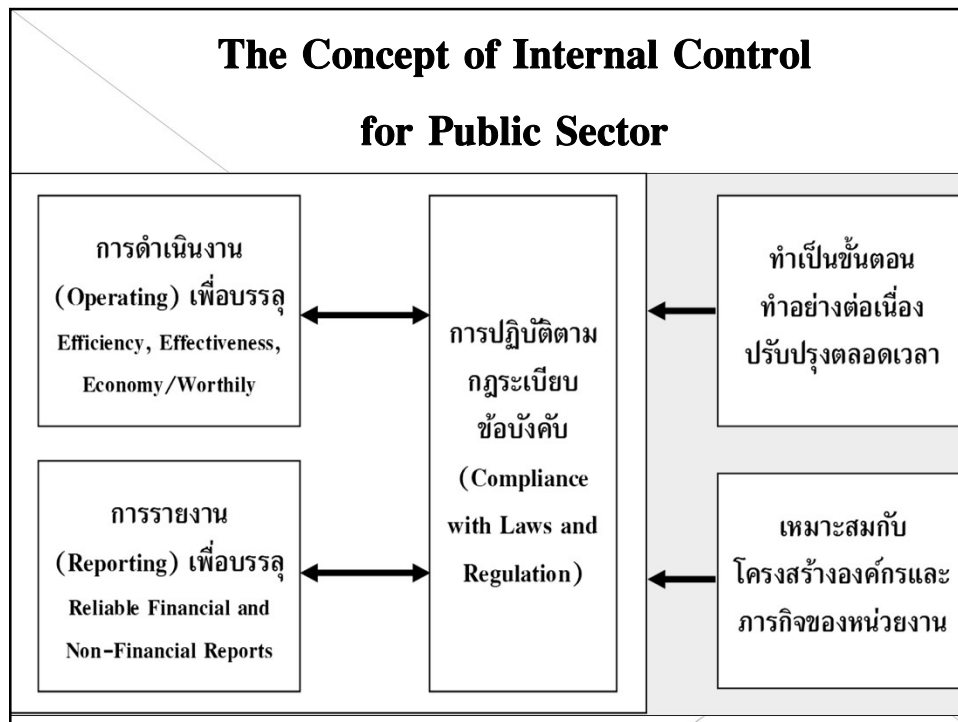 The Concept of Internal Control
for Public Sector
การดำเนินงาน
(Operating) เพื่อบรรลุ
Efficiency, Effectiveness,
Economy/Worthily
การรายงาน
(Reporting) เพื่อบรรลุ
Reliable Financial and
Non-Financial Reports
การปฏิบัติตาม
กฎระเบียบ
ข้อบังคับ
(Compliance
with Laws and
Regulation)
ทำเป็นขั้นตอน
ทำอย่างต่อเนื่อง
ปรับปรุงตลอดเวลา
เหมาะสมกับ
โครงสร้างองค์กรและ
ภารกิจของหน่วยงาน